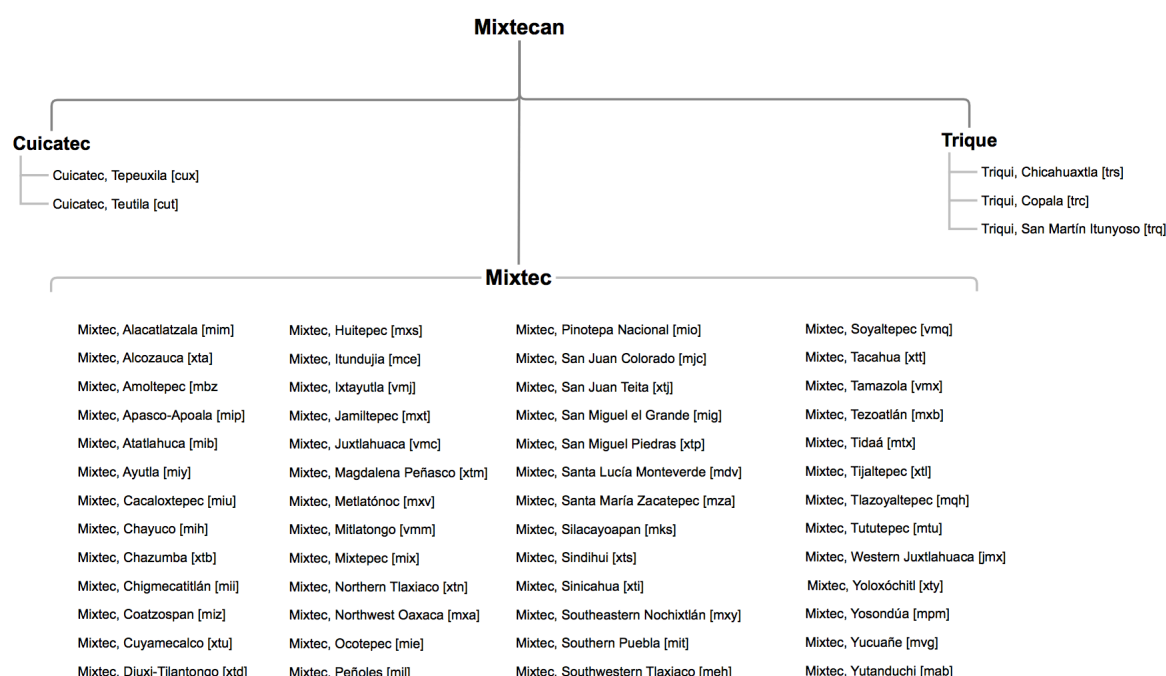 Mixtecan
Cuicatec
Cuicatec, Tepeuxila [cux]
Cuicatec, Teutila [cut]
Trique
Triqui, Chicahuaxtla [trs]
Triqui, Copala [trc]
Triqui, San Martín Itunyoso [trq]
Mixtec
Mixtec, Alacatlatzala [mim]
Mixtec, Alcozauca [xta]
Mixtec, Amoltepec [mbz
Mixtec, Apasco-Apoala [mip]
Mixtec, Atatlahuca [mib]
Mixtec, Ayutla [miy]
Mixtec, Cacaloxtepec [miu]
Mixtec, Chayuco [mih]
Mixtec, Chazumba [xtb]
Mixtec, Chigmecatitlán [mii]
Mixtec, Coatzospan [miz]
Mixtec, Cuyamecalco [xtu]
Mixtec, Diuxi-Tilantongo [xtd]
Mixtec, Huitepec [mxs]
Mixtec, Itundujia [mce]
Mixtec, Ixtayutla [vmj]
Mixtec, Jamiltepec [mxt]
Mixtec, Juxtlahuaca [vmc]
Mixtec, Magdalena Peñasco [xtm]
Mixtec, Metlatónoc [mxv]
Mixtec, Mitlatongo [vmm]
Mixtec, Mixtepec [mix]
Mixtec, Northern Tlaxiaco [xtn]
Mixtec, Northwest Oaxaca [mxa]
Mixtec, Ocotepec [mie]
Mixtec, Peñoles [mil]
Mixtec, Pinotepa Nacional [mio]
Mixtec, San Juan Colorado [mjc]
Mixtec, San Juan Teita [xtj]
Mixtec, San Miguel el Grande [mig]
Mixtec, San Miguel Piedras [xtp]
Mixtec, Santa Lucía Monteverde [mdv]
Mixtec, Santa María Zacatepec [mza]
Mixtec, Silacayoapan [mks]
Mixtec, Sindihui [xts]
Mixtec, Sinicahua [xti]
Mixtec, Southeastern Nochixtlán [mxy]
Mixtec, Southern Puebla [mit]
Mixtec, Southwestern Tlaxiaco [meh]
Mixtec, Soyaltepec [vmq]
Mixtec, Tacahua [xtt]
Mixtec, Tamazola [vmx]
Mixtec, Tezoatlán [mxb]
Mixtec, Tidaá [mtx]
Mixtec, Tijaltepec [xtl]
Mixtec, Tlazoyaltepec [mqh]
Mixtec, Tututepec [mtu]
Mixtec, Western Juxtlahuaca [jmx]
Mixtec, Yoloxóchitl [xty]
Mixtec, Yosondúa [mpm]
Mixtec, Yucuañe [mvg]
Mixtec, Yutanduchi [mab]